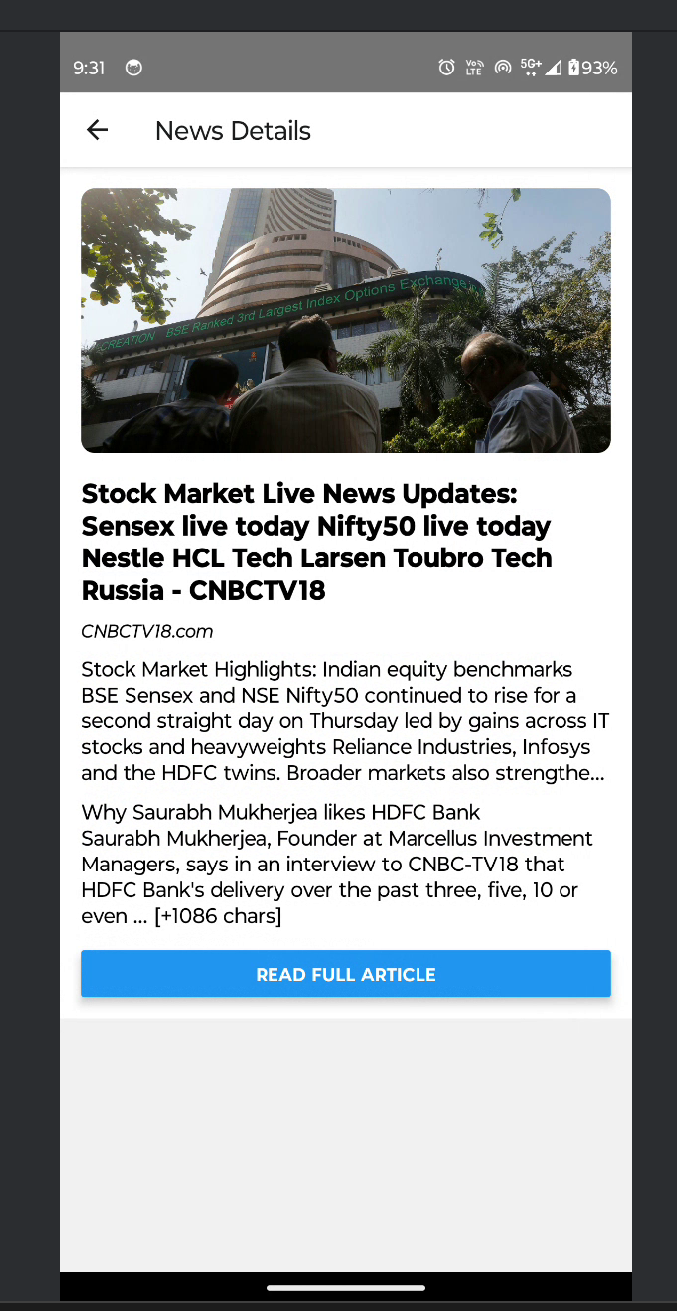 9:31
Vo))
LTE
5G+
93%
News Details
CREATION BSE Ranked 3rd Largest Index Options Exchange in
Stock Market Live News Updates:
Sensex live today Nifty50 live today
Nestle HCL Tech Larsen Toubro Tech
Russia - CNBCTV18
CNBCTV18.com
Stock Market Highlights: Indian equity benchmarks
BSE Sensex and NSE Nifty50 continued to rise for a
second straight day on Thursday led by gains across IT
stocks and heavyweights Reliance Industries, Infosys
and the HDFC twins. Broader markets also strengthe...
Why Saurabh Mukherjea likes HDFC Bank
Saurabh Mukherjea, Founder at Marcellus Investment
Managers, says in an interview to CNBC-TV18 that
HDFC Bank's delivery over the past three, five, 10 or
even ... [+1086 chars]
READ FULL ARTICLE